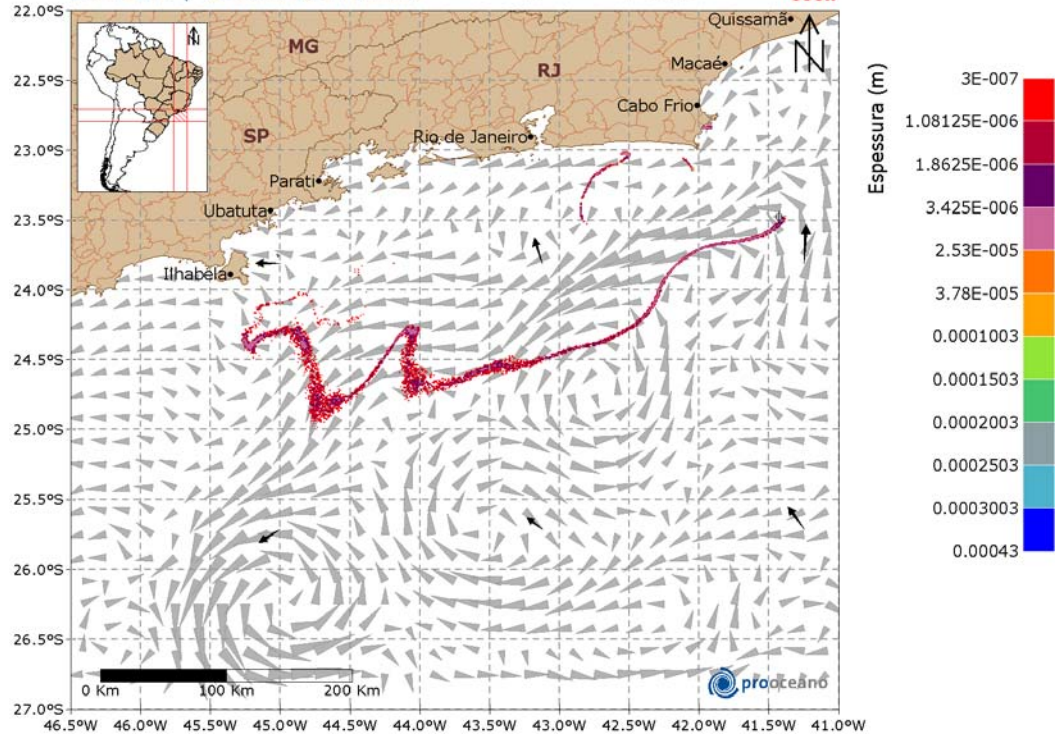 22.0°S
22.5°S
23.0°S
23.5°S
24.0°S
24.5°S
25.0°S
25.5°S
26.0°S
26.5°S
27.0°S
46.5°W
46.0°W
45.5°W
45.0°W
44.5°W
44.0°W
43.5°W
43.0°W
42.5°W
42.0°W
41.5°W
41.0°W
N
N
MG
RJ
SP
Quissamã
Macaé
Cabo Frio
Rio de Janeiro
Parati
Ubatuta
Ilhabéla
0 Km
100 Km
200 Km
prooceano
Espessura (m)
3E-007
1.08125E-006
1.8625E-006
3.425E-006
2.53E-005
3.78E-005
0.0001003
0.0001503
0.0002003
0.0002503
0.0003003
0.00043